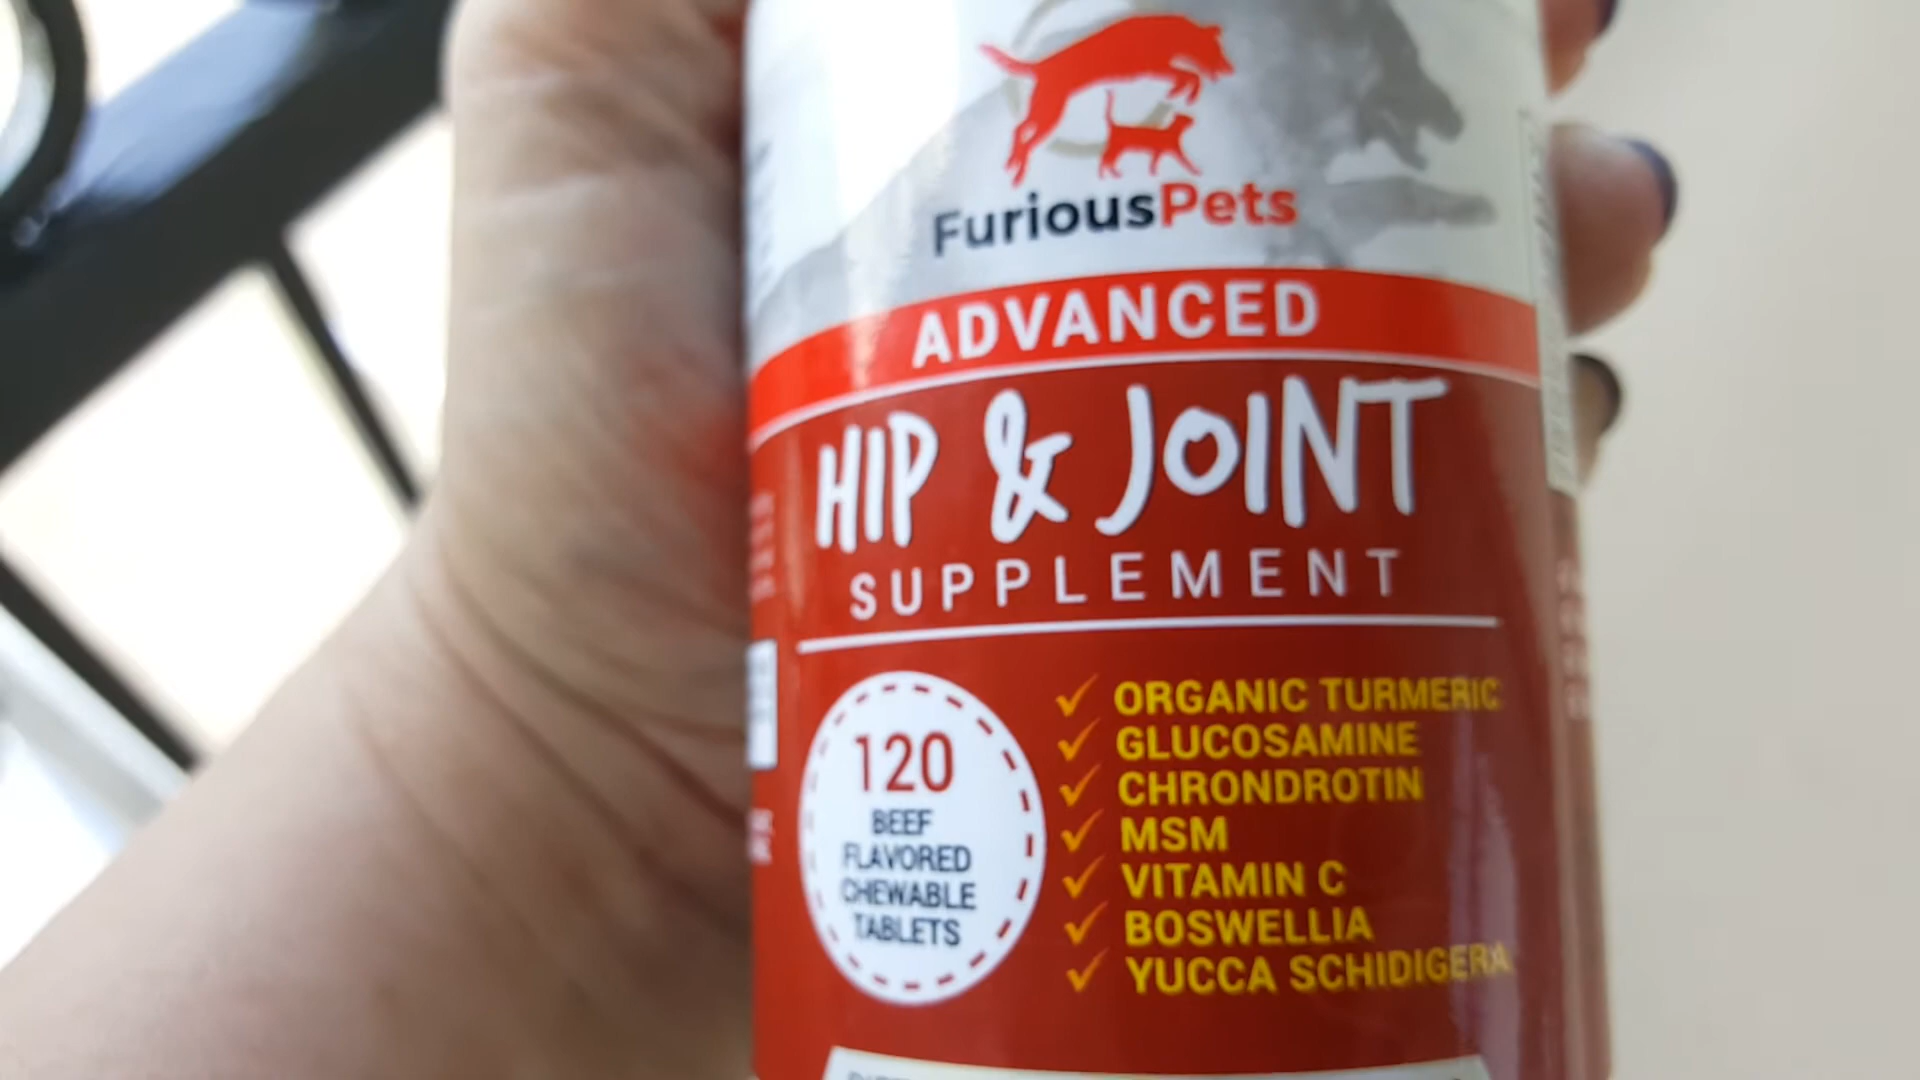 FuriousPets
ADVANCED
HIP & JOINT
SUPPLEMENT
120
BEEF
FLAVORED
CHEWABLE
TABLETS
✓ ORGANIC TURMERIC
✓ GLUCOSAMINE
✓ CHRONDROTIN
✓ MSM
✓ VITAMIN C
✓ BOSWELLIA
✓ YUCCA SCHIDIGERA